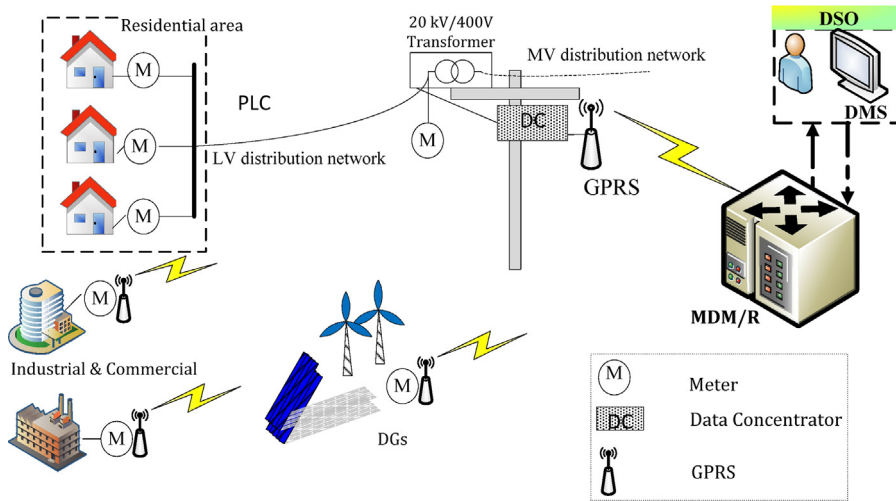 Residential area
M
M
M
PLC
LV distribution network
20 kV/400V
Transformer
MV distribution network
M
DC
GPRS
DSO
DMS
MDM/R
M
Industrial & Commercial
M
M
DGs
M Meter
DC Data Concentrator
GPRS